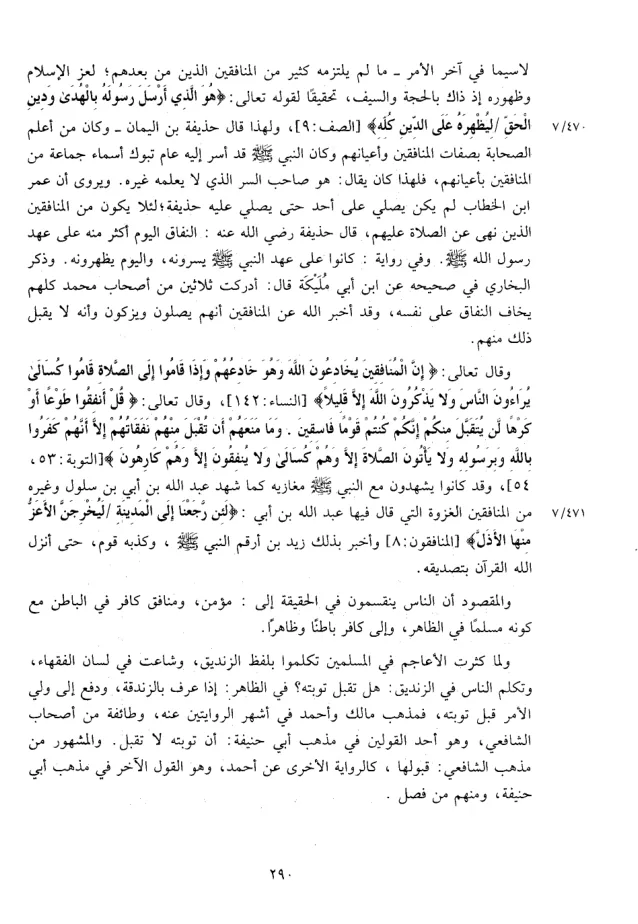 لاسيما في آخر الأمر ـ ما لم يلتزمه كثير من المنافقين الذين من بعدهم؛ لعز الإسلام
وظهوره إذ ذاك بالحجة والسيف، تحقيقًا لقوله تعالى: ﴿هُوَ الَّذِي أَرْسَلَ رَسُولَهُ بِالْهُدَىٰ وَدِينِ
٧/٤٧٠ الْحَقِّ /لِيُظْهِرَهُ عَلَى الدِّينِ كُلِّه﴾ [الصف:٩]، ولهذا قال حذيفة بن اليمان ـ وكان من أعلم
الصحابة بصفات المنافقين وأعيانهم وكان النبي ﷺ قد أسر إليه عام تبوك أسماء جماعة من
المنافقين بأعيانهم، فلهذا كان يقال: هو صاحب السر الذي لا يعلمه غيره. ويروى أن عمر
ابن الخطاب لم يكن يصلي على أحد حتى يصلي عليه حذيفة؛لئلا يكون من المنافقين
الذين نهى عن الصلاة عليهم، قال حذيفة رضي الله عنه : النفاق اليوم أكثر منه على عهد
رسول الله ﷺ. وفي رواية : كانوا على عهد النبي ﷺ يسرونه، واليوم يظهرونه. وذكر
البخاري في صحيحه عن ابن أبي مُلَيْكَة قال: أدركت ثلاثين من أصحاب محمد كلهم
يخاف النفاق على نفسه، وقد أخبر الله عن المنافقين أنهم يصلون ويزكون وأنه لا يقبل
ذلك منهم.
وقال تعالى: ﴿ إِنَّ الْمُنَافِقِينَ يُخَادِعُونَ اللَّهَ وَهُوَ خَادِعُهُمْ وَإِذَا قَامُوا إِلَى الصَّلاةِ قَامُوا كُسَالَىٰ
يُرَاءُونَ النَّاسَ وَلا يَذْكُرُونَ اللَّهَ إِلاَّ قَلِيلاً﴾ [النساء:١٤٢]، وقال تعالى: ﴿ قُلْ أَنفِقُوا طَوْعًا أَوْ
كَرْهًا لَّن يُتَقَبَّلَ مِنكُمْ إِنَّكُمْ كُنتُمْ قَوْمًا فَاسِقِينَ . وَمَا مَنَعَهُمْ أَن تُقْبَلَ مِنْهُمْ نَفَقَاتُهُمْ إِلاَّ أَنَّهُمْ كَفَرُوا
بِاللَّهِ وَبِرَسُولِهِ وَلا يَأْتُونَ الصَّلاةَ إِلاَّ وَهُمْ كُسَالَىٰ وَلا يُنفِقُونَ إِلاَّ وَهُمْ كَارِهُونَ ﴾[التوبة:٥٣،
٥٤]، وقد كانوا يشهدون مع النبي ﷺ مغازيه كما شهد عبد الله بن أبي بن سلول وغيره
٧/٤٧١ من المنافقين الغزوة التي قال فيها عبد الله بن أبي : ﴿لَئِن رَّجَعْنَا إِلَى الْمَدِينَةِ /لَيُخْرِجَنَّ الأَعَزُّ
مِنْهَا الأَذَلَّ﴾ [المنافقون:٨] وأخبر بذلك زيد بن أرقم النبي ﷺ ، وكذبه قوم، حتى أنزل
الله القرآن بتصديقه.
والمقصود أن الناس ينقسمون في الحقيقة إلى : مؤمن، ومنافق كافر في الباطن مع
كونه مسلمًا في الظاهر، وإلى كافر باطنًا وظاهرًا.
ولما كثرت الأعاجم في المسلمين تكلموا بلفظ الزنديق، وشاعت في لسان الفقهاء،
وتكلم الناس في الزنديق: هل تقبل توبته؟ في الظاهر: إذا عرف بالزندقة، ودفع إلى ولي
الأمر قبل توبته، فمذهب مالك وأحمد في أشهر الروايتين عنه، وطائفة من أصحاب
الشافعي، وهو أحد القولين في مذهب أبي حنيفة: أن توبته لا تقبل. والمشهور من
مذهب الشافعي: قبولها ، كالرواية الأخرى عن أحمد، وهو القول الآخر في مذهب أبي
حنيفة، ومنهم من فصل .
٢٩٠